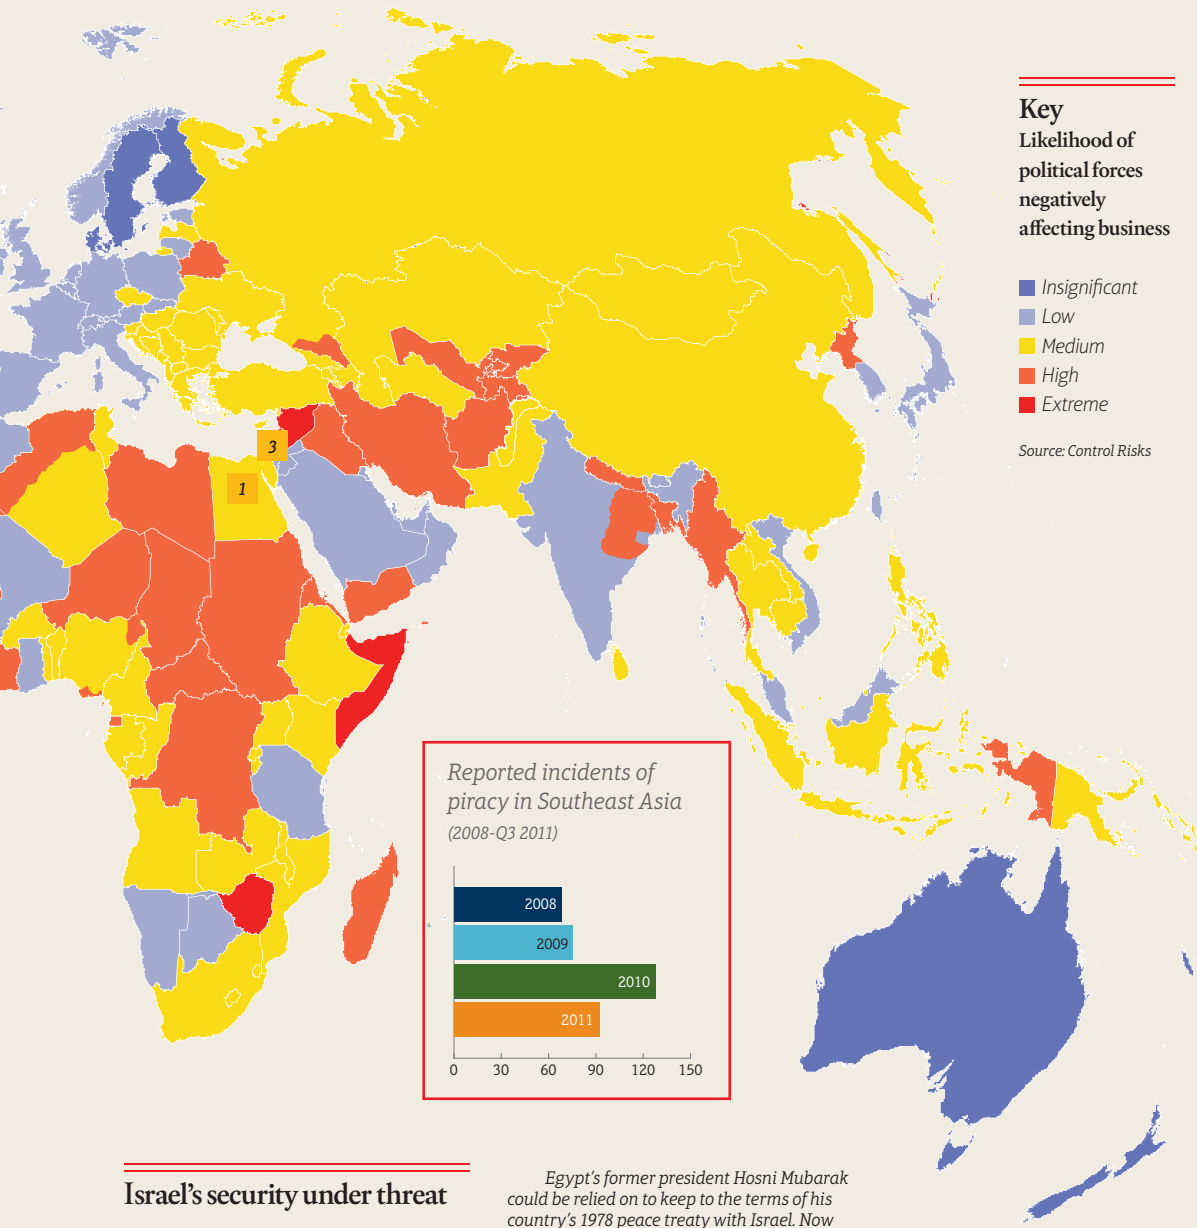 Key
Likelihood of
political forces
negatively
affecting business
Insignificant
Low
Medium
High
Extreme
Source: Control Risks
3
1
Reported incidents of
piracy in Southeast Asia
(2008-Q3 2011)
2008
2009
2010
2011
0 30 60 90 120 150
Israel’s security under threat
Egypt’s former president Hosni Mubarak
could be relied on to keep to the terms of his
country’s 1978 peace treaty with Israel. Now